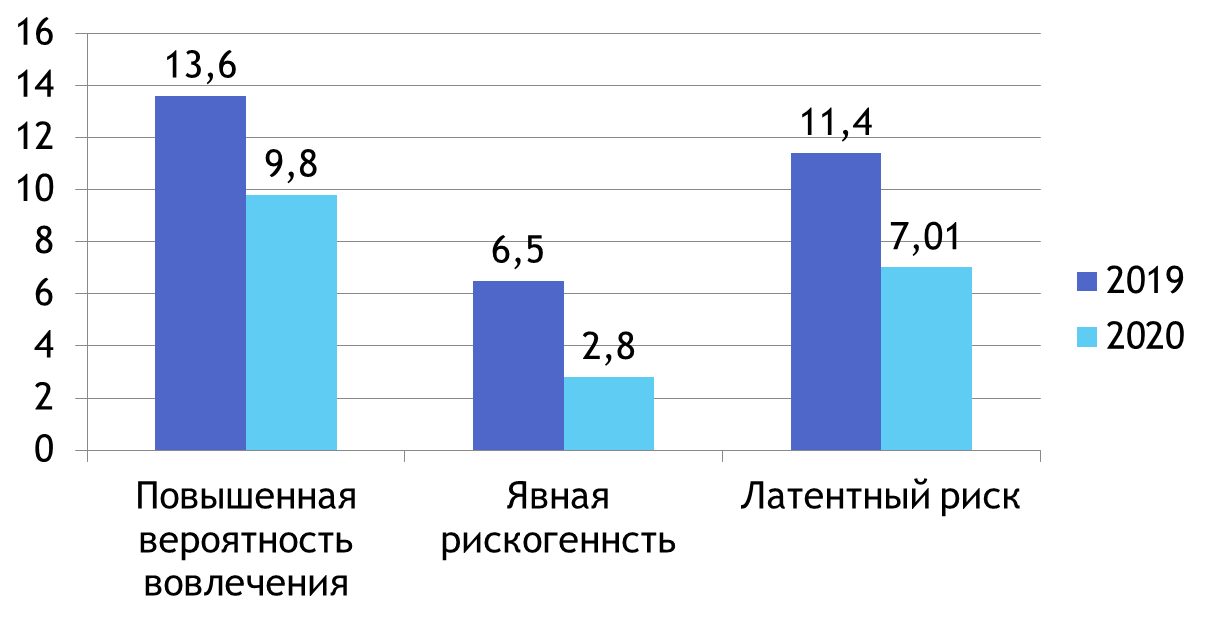 16
14
12
10
8
6
4
2
0
13,6
9,8
6,5
2,8
11,4
7,01
Повышенная
вероятность
вовлечения
Явная
рискогеннсть
Латентный риск
2019
2020